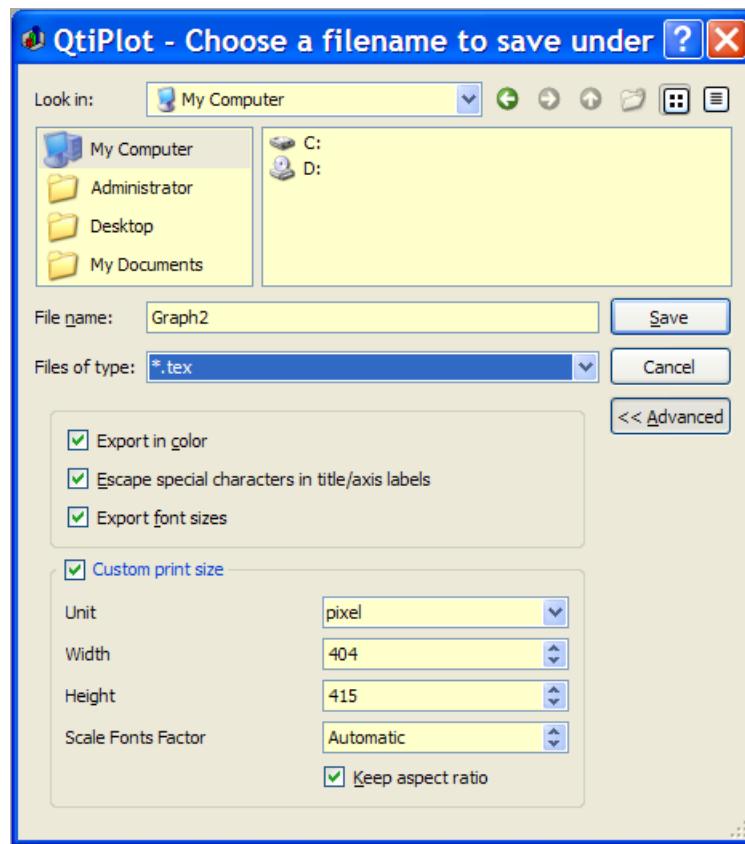 QtiPlot - Choose a filename to save under
Look in: My Computer
My Computer
Administrator
Desktop
My Documents
C:
D:
File name: Graph2 Save
Files of type: *.tex Cancel
<< Advanced
Export in color
Escape special characters in title/axis labels
Export font sizes
Custom print size
Unit pixel
Width 404
Height 415
Scale Fonts Factor Automatic
Keep aspect ratio